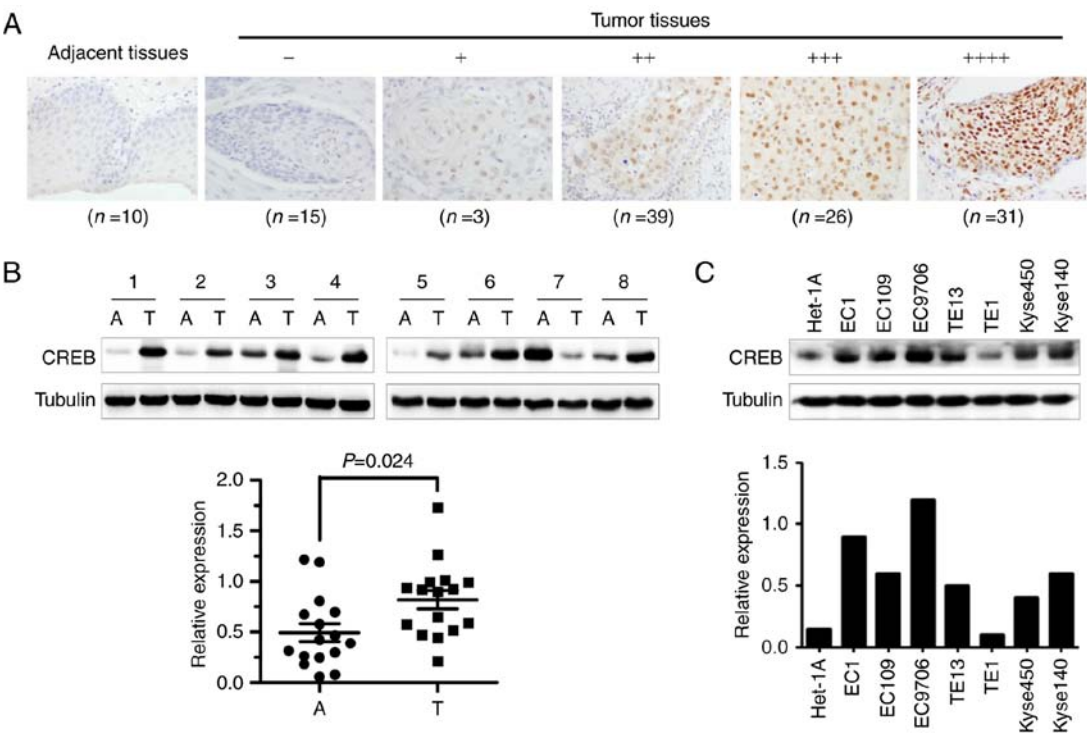 A
Tumor tissues
Adjacent tissues − + ++ +++ ++++
(n =10) (n =15) (n =3) (n =39) (n =26) (n =31)
B
1 2 3 4 5 6 7 8
A T A T A T A T A T A T A T A T
CREB
Tubulin
P=0.024
2.0
1.5
1.0
0.5
0.0
Relative expression
A T
C
Het-1A EC1 EC109 EC9706 TE13 TE1 Kyse450 Kyse140
CREB
Tubulin
1.5
1.0
0.5
0.0
Relative expression
Het-1A EC1 EC109 EC9706 TE13 TE1 Kyse450 Kyse140